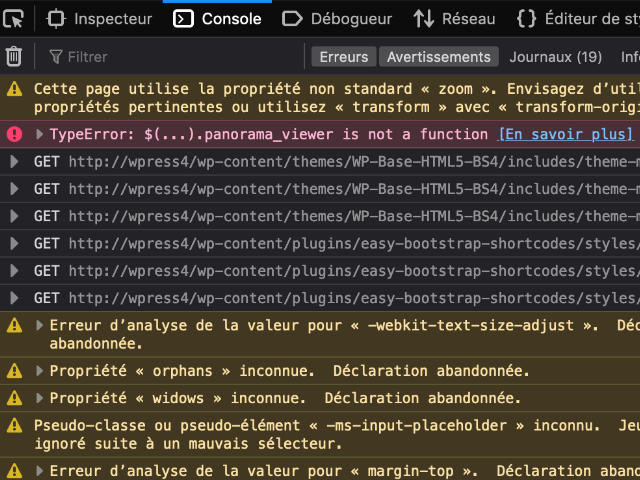 Inspecteur Console Débogueur Réseau Éditeur de sty
Filtrer Erreurs Avertissements Journaux (19) Inf
Cette page utilise la propriété non standard « zoom ». Envisagez d'util
propriétés pertinentes ou utilisez « transform » avec « transform-origi
TypeError: $(...).panorama_viewer is not a function [En savoir plus]
GET http://wpress4/wp-content/themes/WP-Base-HTML5-BS4/includes/theme-m
GET http://wpress4/wp-content/themes/WP-Base-HTML5-BS4/includes/theme-m
GET http://wpress4/wp-content/themes/WP-Base-HTML5-BS4/includes/theme-m
GET http://wpress4/wp-content/plugins/easy-bootstrap-shortcodes/styles/
GET http://wpress4/wp-content/plugins/easy-bootstrap-shortcodes/styles/
GET http://wpress4/wp-content/plugins/easy-bootstrap-shortcodes/styles/
Erreur d'analyse de la valeur pour « -webkit-text-size-adjust ». Déc
abandonnée.
Propriété « orphans » inconnue. Déclaration abandonnée.
Propriété « widows » inconnue. Déclaration abandonnée.
Pseudo-classe ou pseudo-élément « -ms-input-placeholder » inconnu. Jeu
ignoré suite à un mauvais sélecteur.
Erreur d'analyse de la valeur pour « margin-top ». Déclaration aban